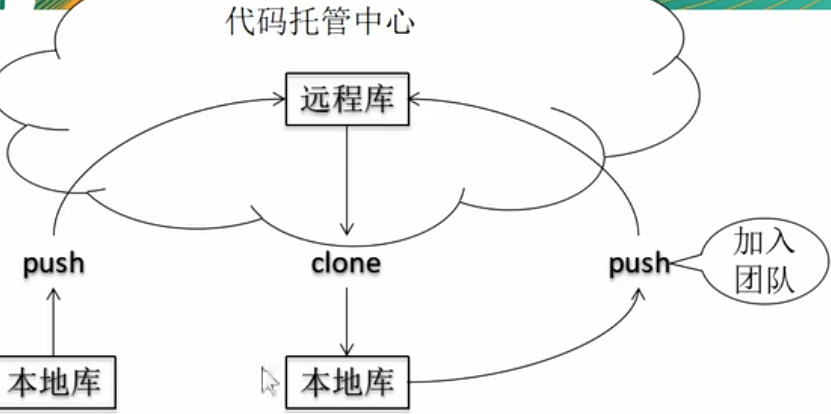 代码托管中心
远程库
push
clone
push
加入
团队
本地库
本地库